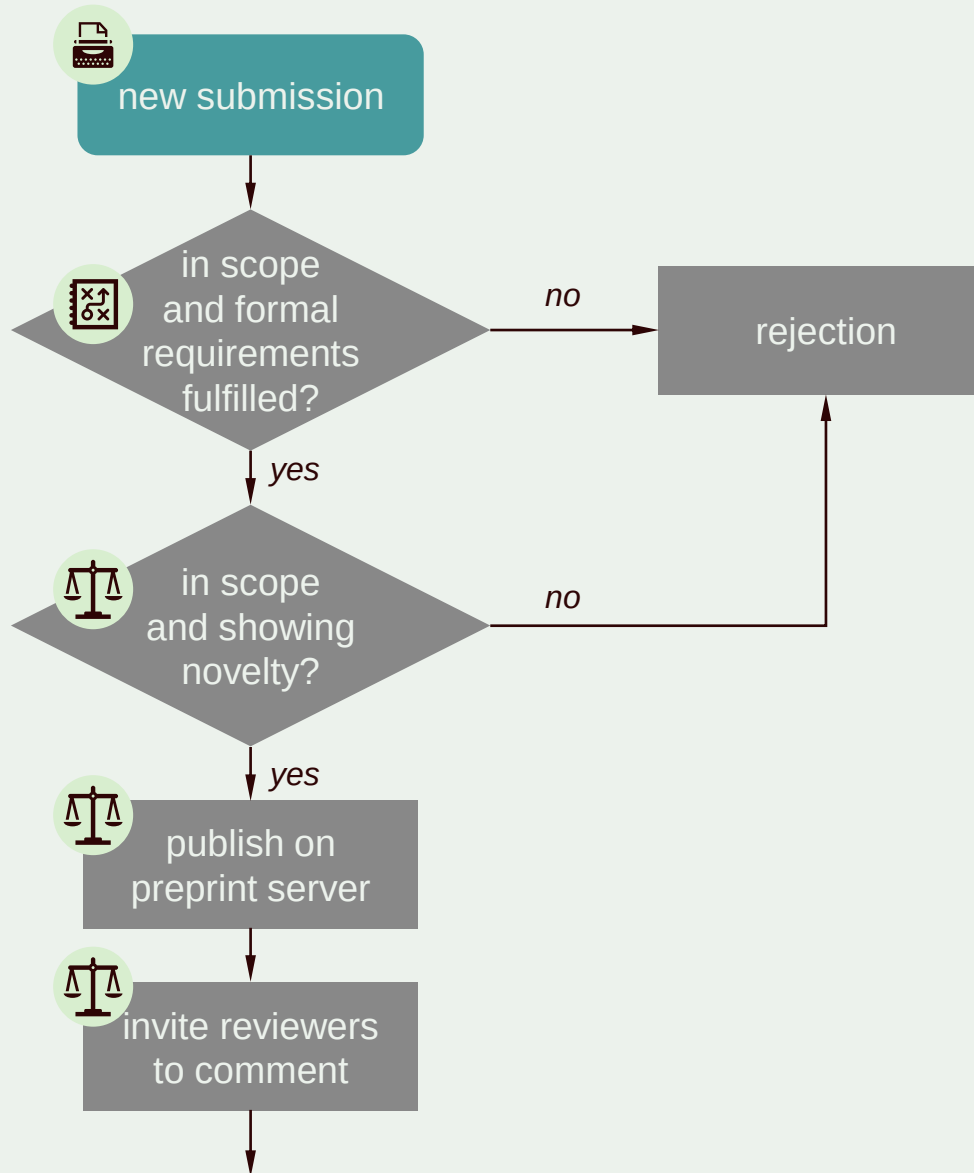 new submission
in scope
and formal
requirements
fulfilled?
no
rejection
yes
in scope
and showing
novelty?
no
yes
publish on
preprint server
invite reviewers
to comment